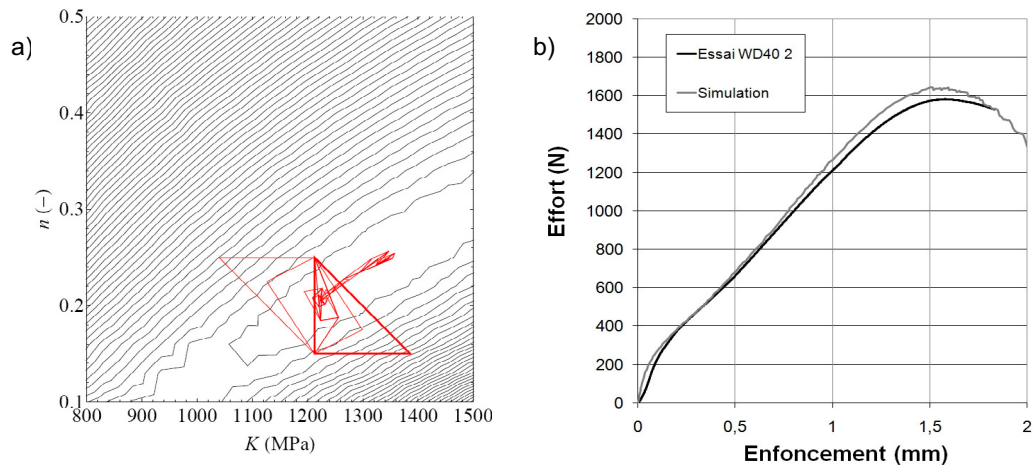 a)
0.5
0.4
0.3
0.2
0.1
n (−)
800 900 1000 1100 1200 1300 1400 1500
K (MPa)
b)
2000
1800
1600
1400
1200
1000
800
600
400
200
0
Effort (N)
Essai WD40 2
Simulation
0 0,5 1 1,5 2
Enfoncement (mm)